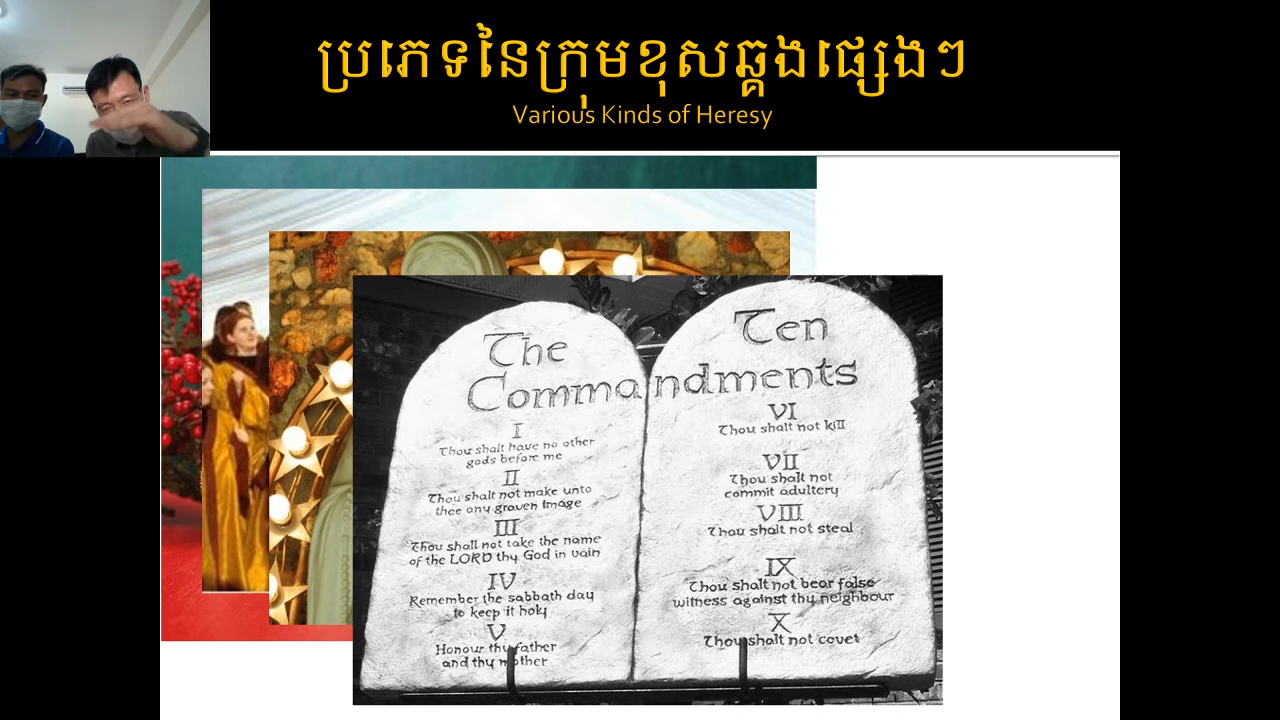 ប្រភេទនៃក្រុមខុសឆ្គងផ្សេងៗ
Various Kinds of Heresy
The
Ten
Commandments
I
Thou shalt have no other
gods before me
II
Thou shalt not make unto
thee any graven image
III
Thou shalt not take the name
of the LORD thy God in vain
IV
Remember the sabbath day
to keep it holy
V
Honour thy father
and thy mother
VI
Thou shalt not kill
VII
Thou shalt not
commit adultery
VIII
Thou shalt not steal
IX
Thou shalt not bear false
witness against thy neighbour
X
Thou shalt not covet